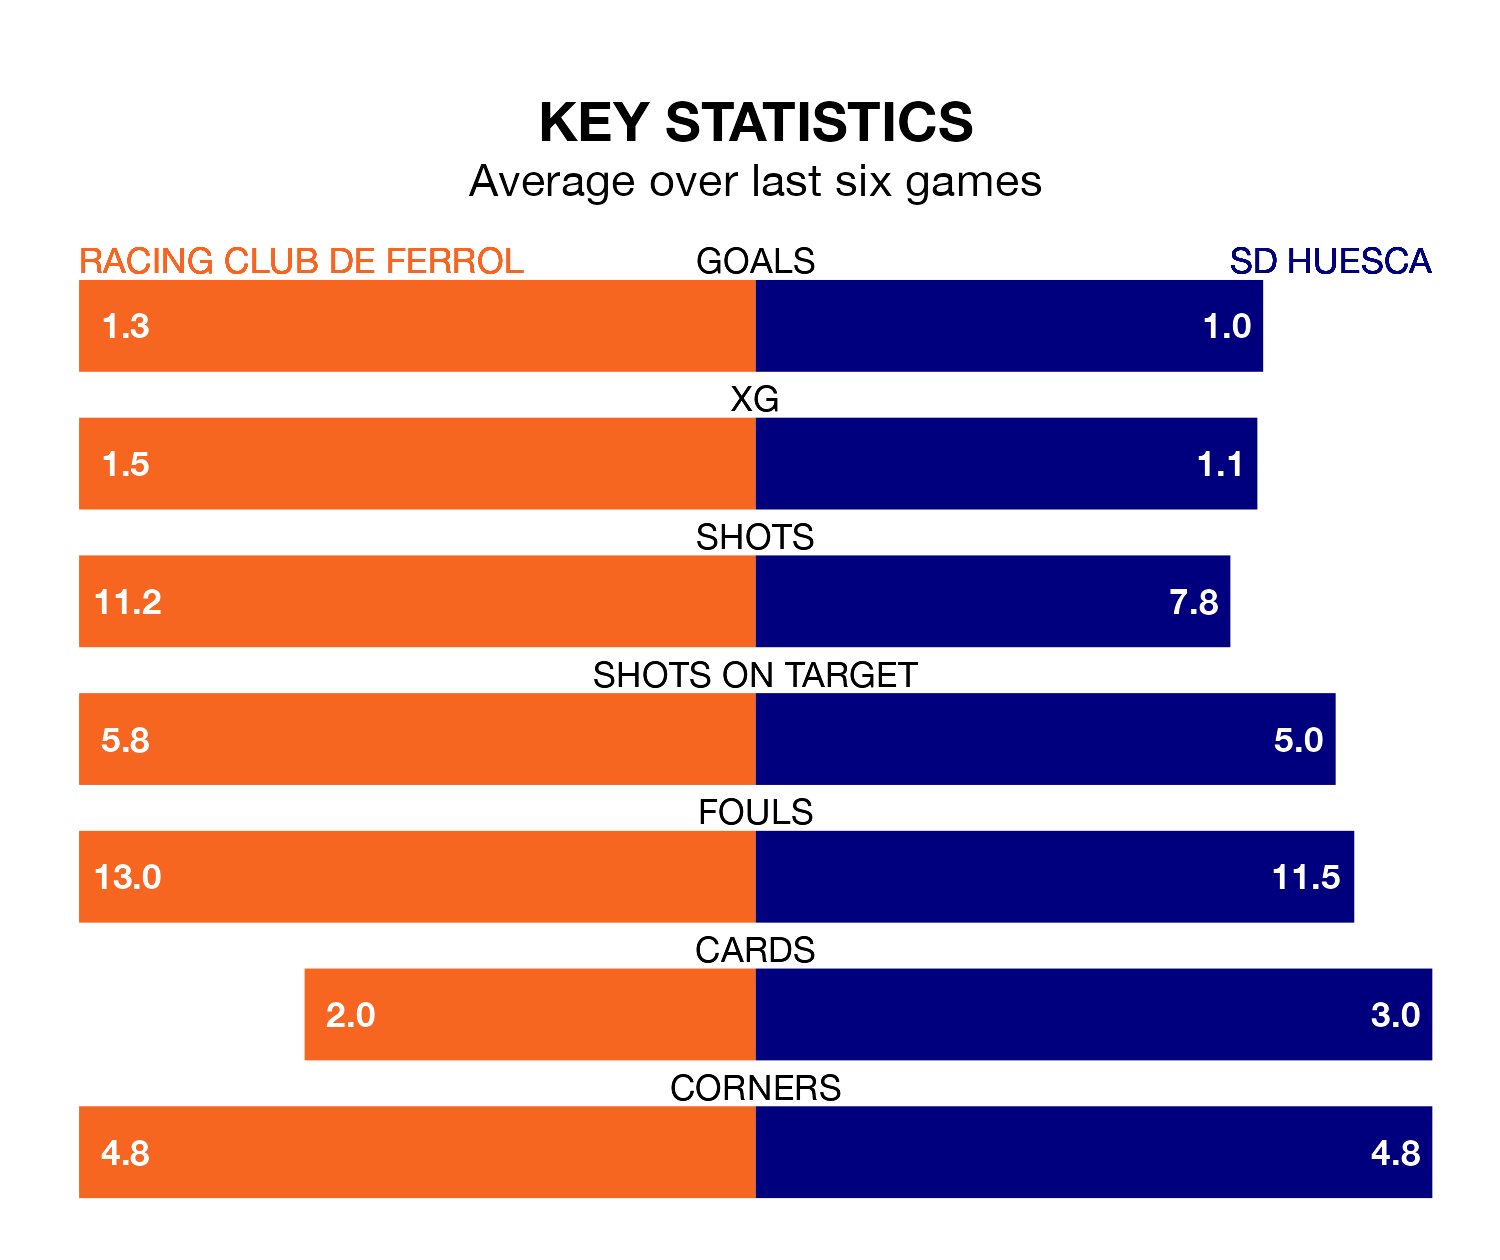 KEY STATISTICS
Average over last six games
RACING CLUB DE FERROL GOALS SD HUESCA
1.3 1.0
XG
1.5 1.1
SHOTS
11.2 7.8
SHOTS ON TARGET
5.8 5.0
FOULS
13.0 11.5
CARDS
2.0 3.0
CORNERS
4.8 4.8